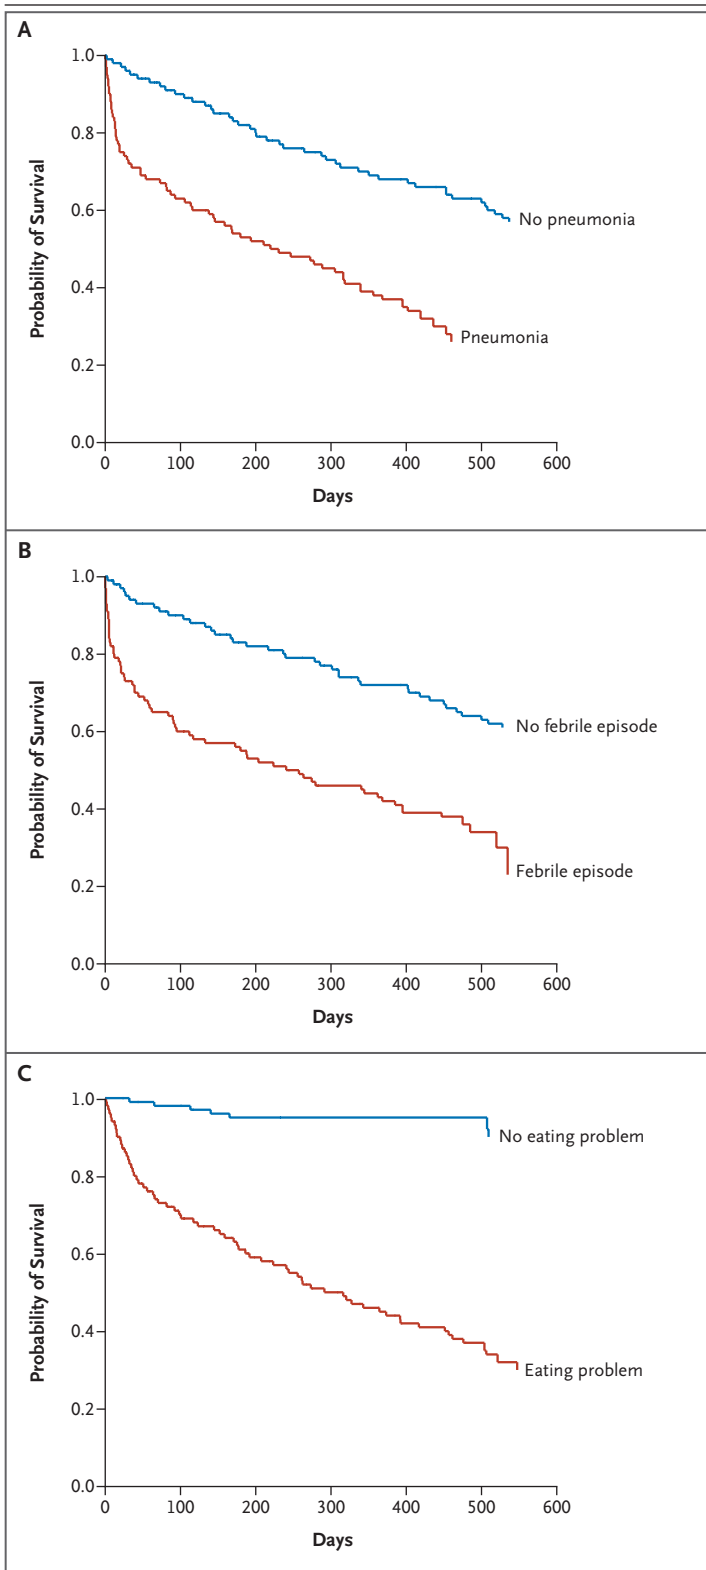 A
1.0
0.8
0.6
0.4
0.2
0.0
Probability of Survival
No pneumonia
Pneumonia
0 100 200 300 400 500 600
Days
B
1.0
0.8
0.6
0.4
0.2
0.0
Probability of Survival
No febrile episode
Febrile episode
0 100 200 300 400 500 600
Days
C
1.0
0.8
0.6
0.4
0.2
0.0
Probability of Survival
No eating problem
Eating problem
0 100 200 300 400 500 600
Days